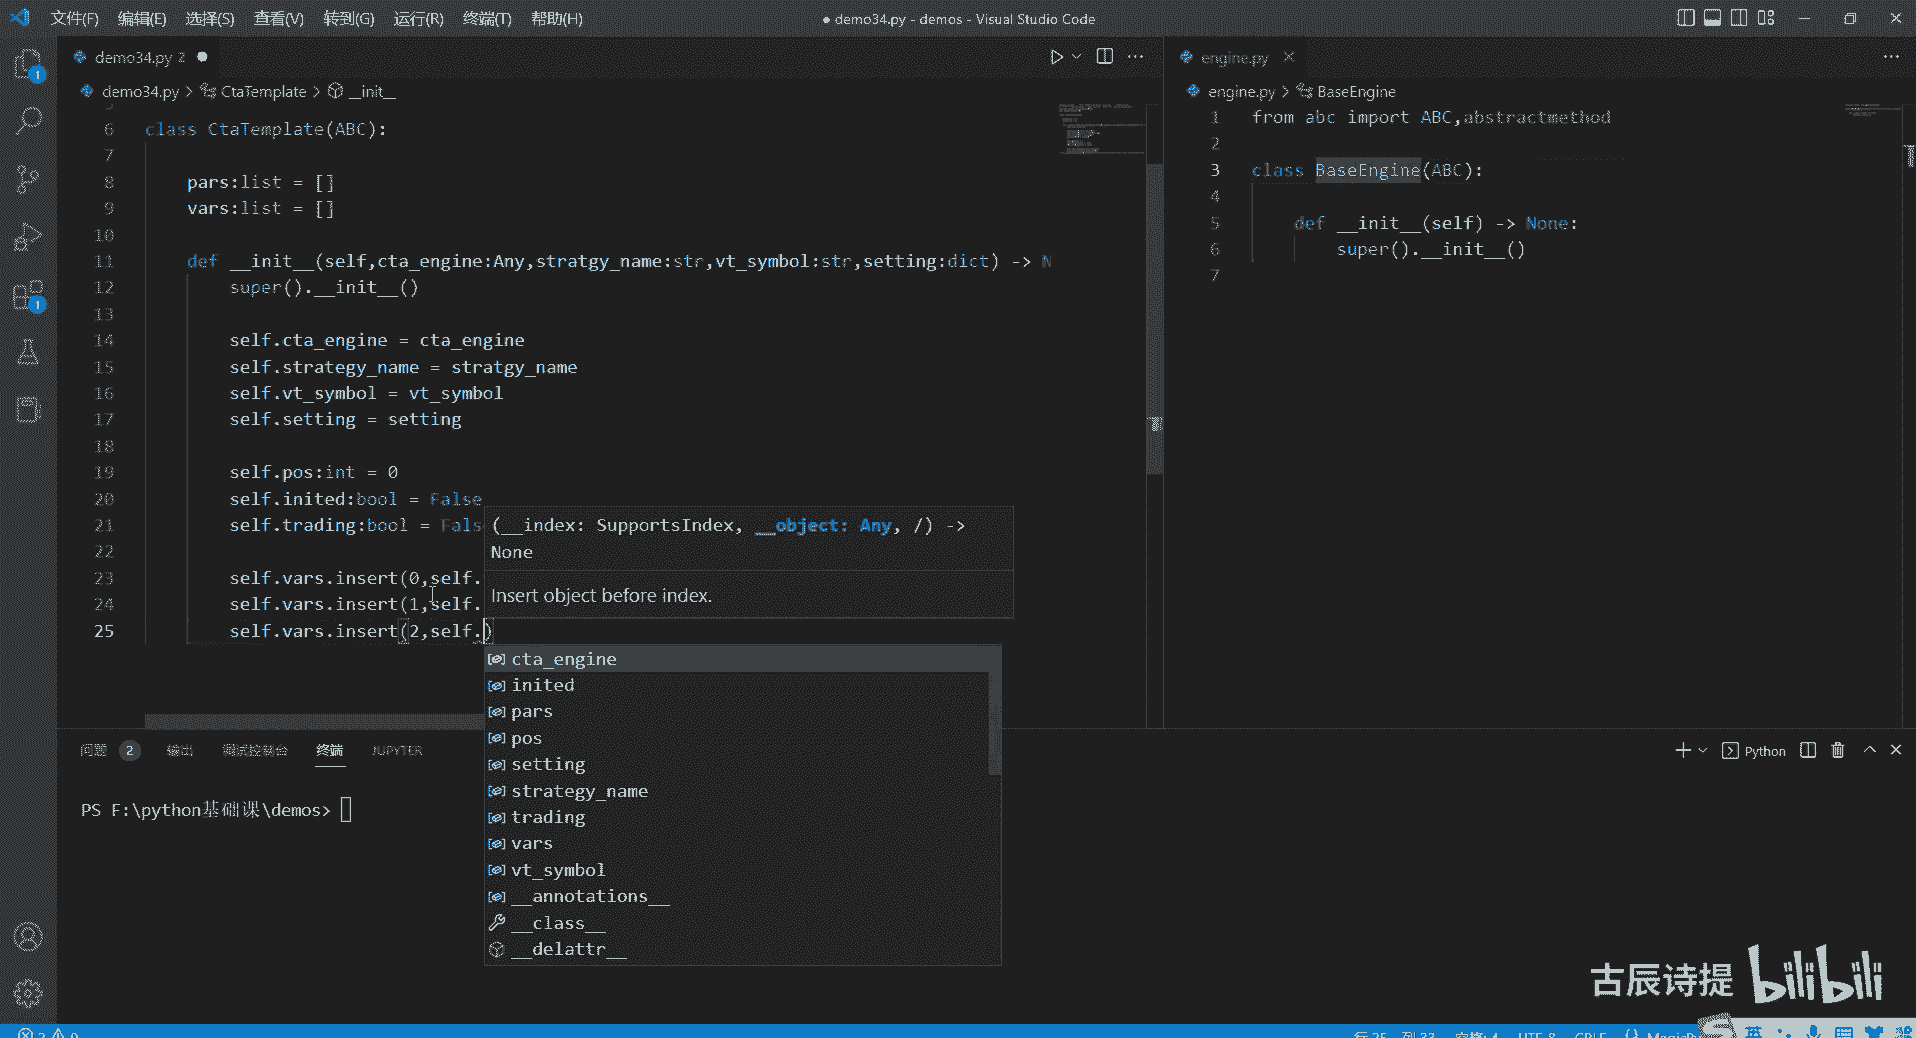 文件(F) 编辑(E) 选择(S) 查看(V) 转到(G) 运行(R) 终端(T) 帮助(H)
● demo34.py - demos - Visual Studio Code
demo34.py 2 ●
demo34.py > CtaTemplate > __init__
6 class CtaTemplate(ABC):
7
8 pars:list = []
9 vars:list = []
10
11 def __init__(self,cta_engine:Any,stratgy_name:str,vt_symbol:str,setting:dict) -> N
12 super().__init__()
13
14 self.cta_engine = cta_engine
15 self.strategy_name = stratgy_name
16 self.vt_symbol = vt_symbol
17 self.setting = setting
18
19 self.pos:int = 0
20 self.inited:bool = False
21 self.trading:bool = Fals
22
23 self.vars.insert(0,self.
24 self.vars.insert(1,self.
25 self.vars.insert(2,self.)
(__index: SupportsIndex, __object: Any, /) ->
None
Insert object before index.
cta_engine
inited
pars
pos
setting
strategy_name
trading
vars
vt_symbol
__annotations__
__class__
__delattr__
engine.py
engine.py > BaseEngine
1 from abc import ABC,abstractmethod
2
3 class BaseEngine(ABC):
4
5 def __init__(self) -> None:
6 super().__init__()
7
问题 2 输出 调试控制台 终端 JUPYTER
Python
PS F:\python基础课\demos>
1
1
古辰诗提 bilibili
行 25, 列 33 空格: 4 UTF-8 CRLF
英